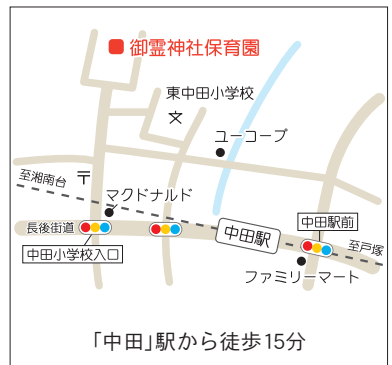 御霊神社保育園
東中田小学校
文
ユーコープ
至湘南台
〒
マクドナルド
長後街道
中田駅
中田駅前
至戸塚
中田小学校入口
ファミリーマート
「中田」駅から徒歩15分